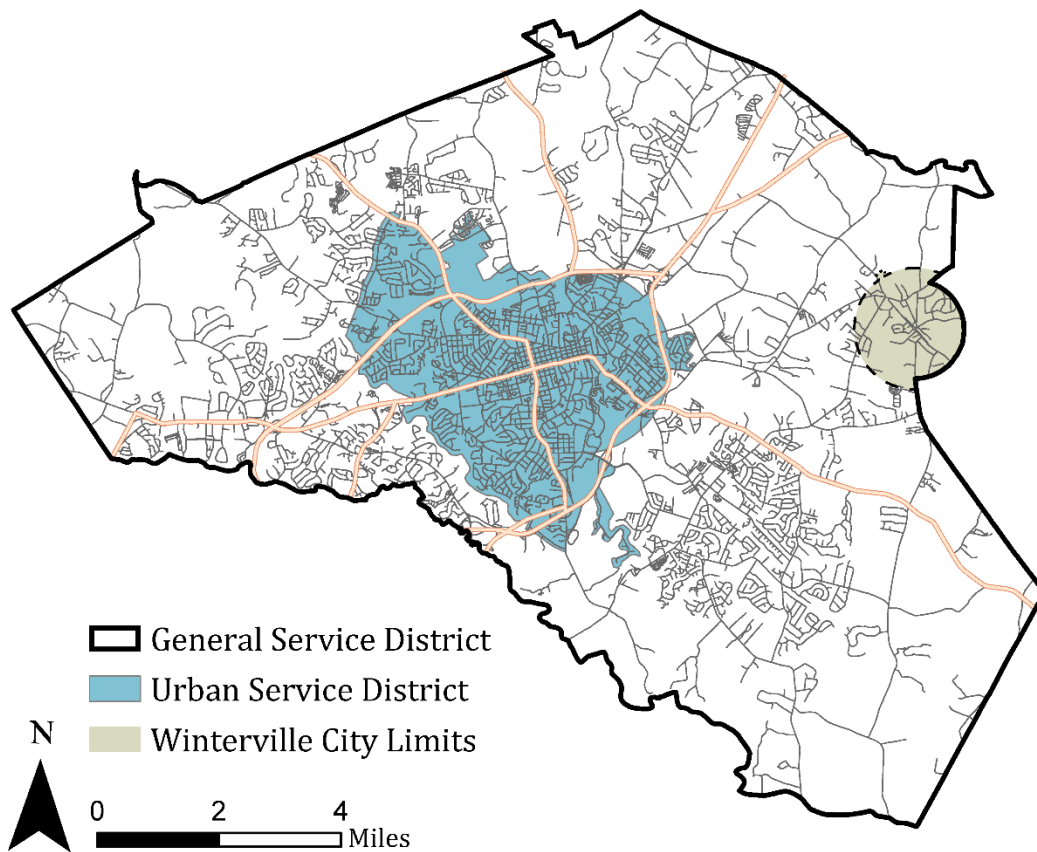 General Service District
Urban Service District
Winterville City Limits
N
0 2 4
Miles